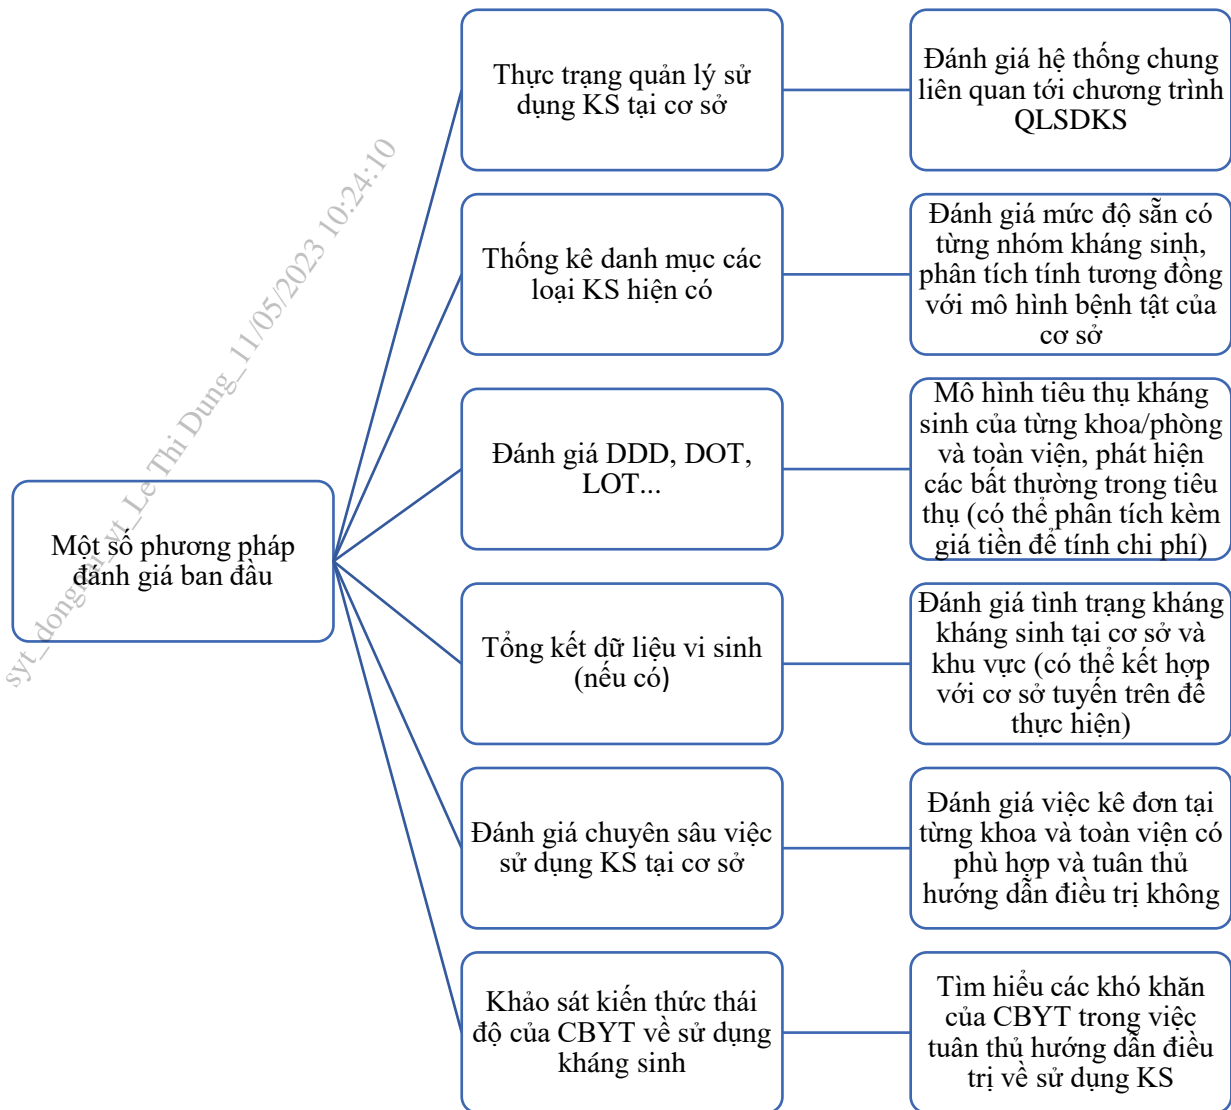 Thực trạng quản lý sử
dụng KS tại cơ sở
Đánh giá hệ thống chung
liên quan tới chương trình
QLSDKS
Thống kê danh mục các
loại KS hiện có
Đánh giá mức độ sẵn có
từng nhóm kháng sinh,
phân tích tính tương đồng
với mô hình bệnh tật của
cơ sở
Đánh giá DDD, DOT,
LOT...
Mô hình tiêu thụ kháng
sinh của từng khoa/phòng
và toàn viện, phát hiện
các bất thường trong tiêu
thụ (có thể phân tích kèm
giá tiền để tính chi phí)
Một số phương pháp
đánh giá ban đầu
Tổng kết dữ liệu vi sinh
(nếu có)
Đánh giá tình trạng kháng
kháng sinh tại cơ sở và
khu vực (có thể kết hợp
với cơ sở tuyến trên để
thực hiện)
Đánh giá chuyên sâu việc
sử dụng KS tại cơ sở
Đánh giá việc kê đơn tại
từng khoa và toàn viện có
phù hợp và tuân thủ
hướng dẫn điều trị không
Khảo sát kiến thức thái
độ của CBYT về sử dụng
kháng sinh
Tìm hiểu các khó khăn
của CBYT trong việc
tuân thủ hướng dẫn điều
trị về sử dụng KS
syt_dongnai_vt_Le Thi Dung_11/05/2023 10:24:10